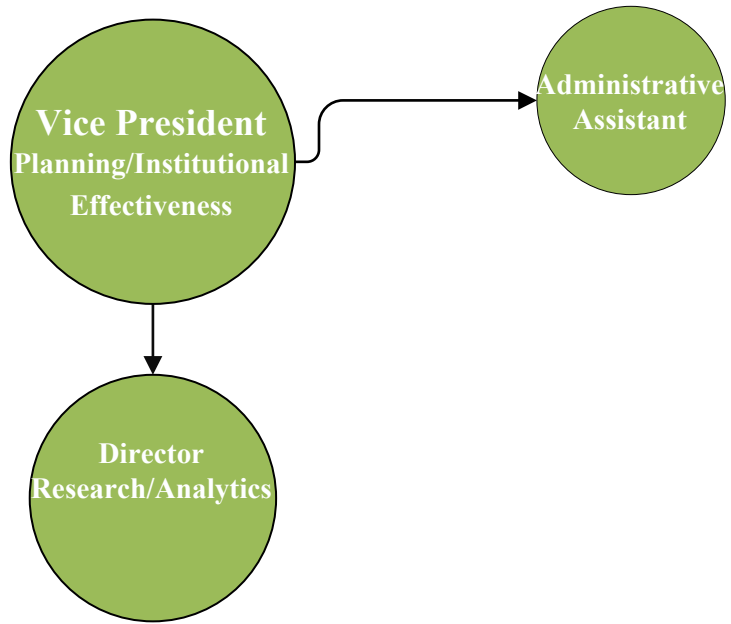 Vice President
Planning/Institutional
Effectiveness
Administrative
Assistant
Director
Research/Analytics